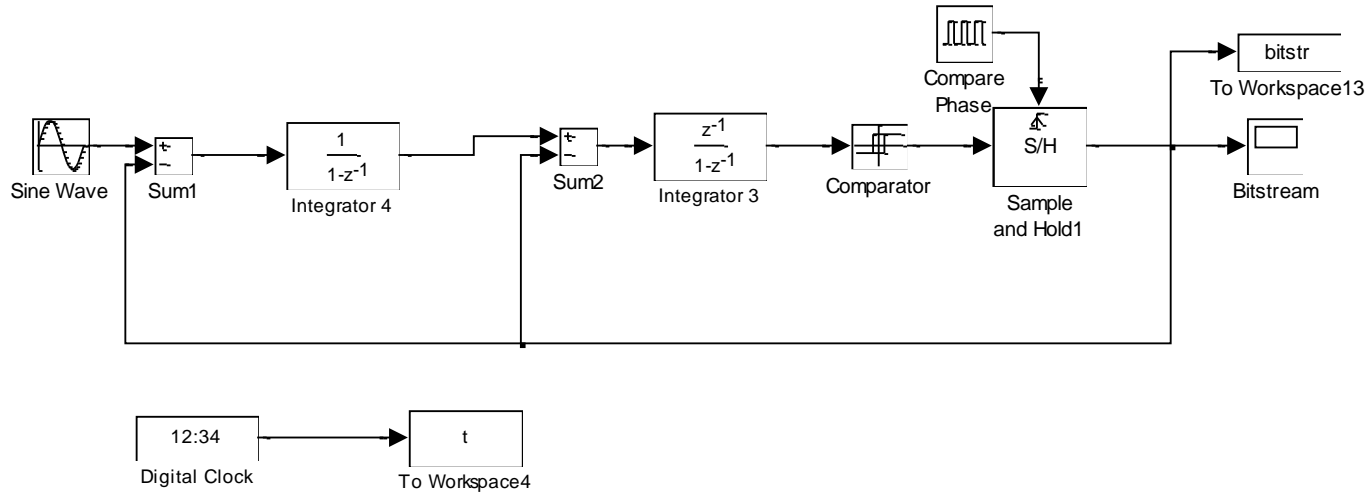 bitstr
Compare
Phase
To Workspace13
1
1-z-1
z-1
1-z-1
S/H
Sine Wave
Sum1
Integrator 4
Sum2
Integrator 3
Comparator
Sample
and Hold1
Bitstream
12:34
t
Digital Clock
To Workspace4